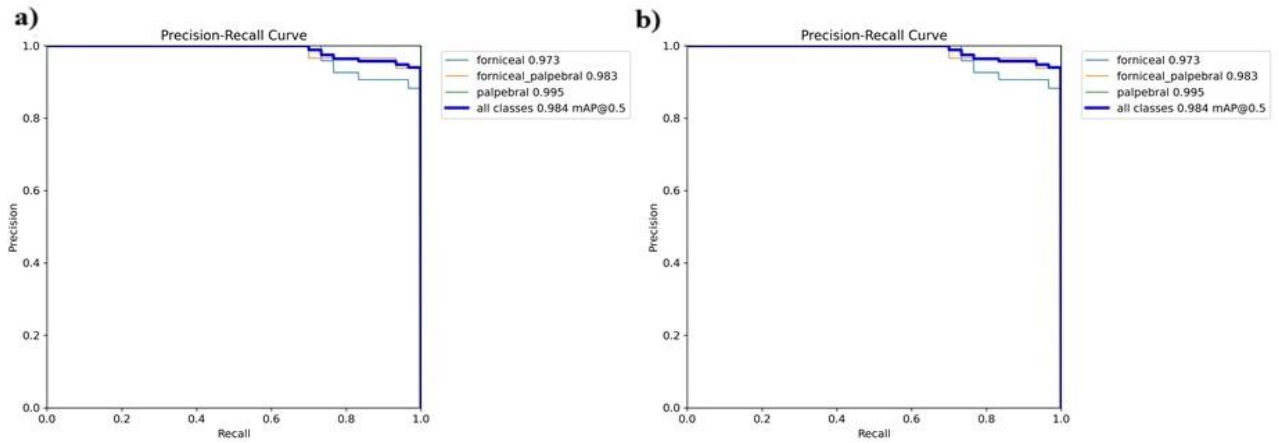 a)
Precision-Recall Curve
1.0
0.8
0.6
0.4
0.2
0.0
Precision
0.0 0.2 0.4 0.6 0.8 1.0
Recall
forniceal 0.973
forniceal_palpebral 0.983
palpebral 0.995
all classes 0.984 mAP@0.5
b)
Precision-Recall Curve
1.0
0.8
0.6
0.4
0.2
0.0
Precision
0.0 0.2 0.4 0.6 0.8 1.0
Recall
forniceal 0.973
forniceal_palpebral 0.983
palpebral 0.995
all classes 0.984 mAP@0.5